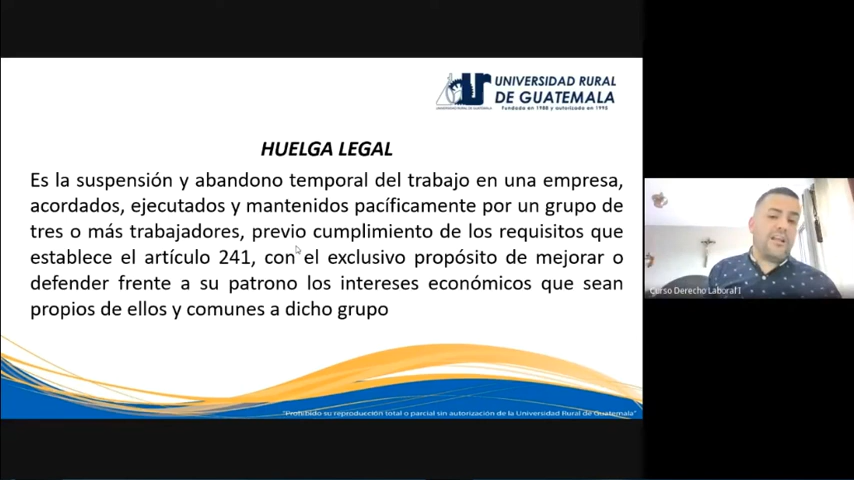 UNIVERSIDAD RURAL
DE GUATEMALA
Fundada en 1988 y autorizada en 1995
HUELGA LEGAL
Es la suspensión y abandono temporal del trabajo en una empresa,
acordados, ejecutados y mantenidos pacíficamente por un grupo de
tres o más trabajadores, previo cumplimiento de los requisitos que
establece el artículo 241, con el exclusivo propósito de mejorar o
defender frente a su patrono los intereses económicos que sean
propios de ellos y comunes a dicho grupo
Curso Derecho Laboral I
"Prohibido su reproducción total o parcial sin autorización de la Universidad Rural de Guatemala"